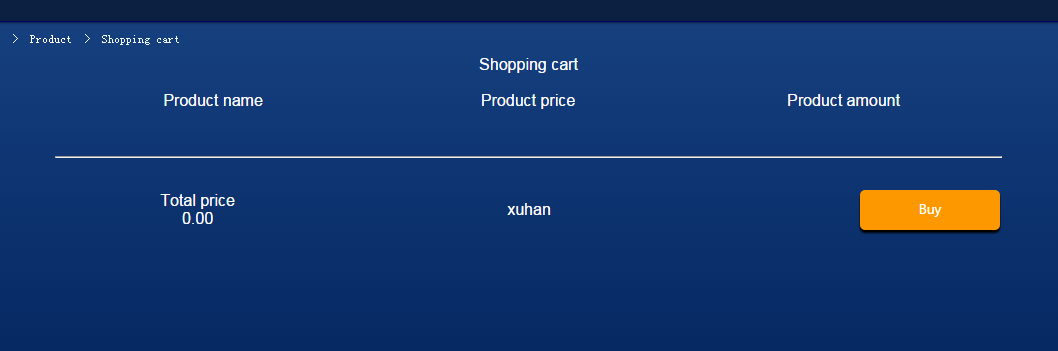 Product Shopping cart
Shopping cart
Product name Product price Product amount
Total price
0.00
xuhan
Buy